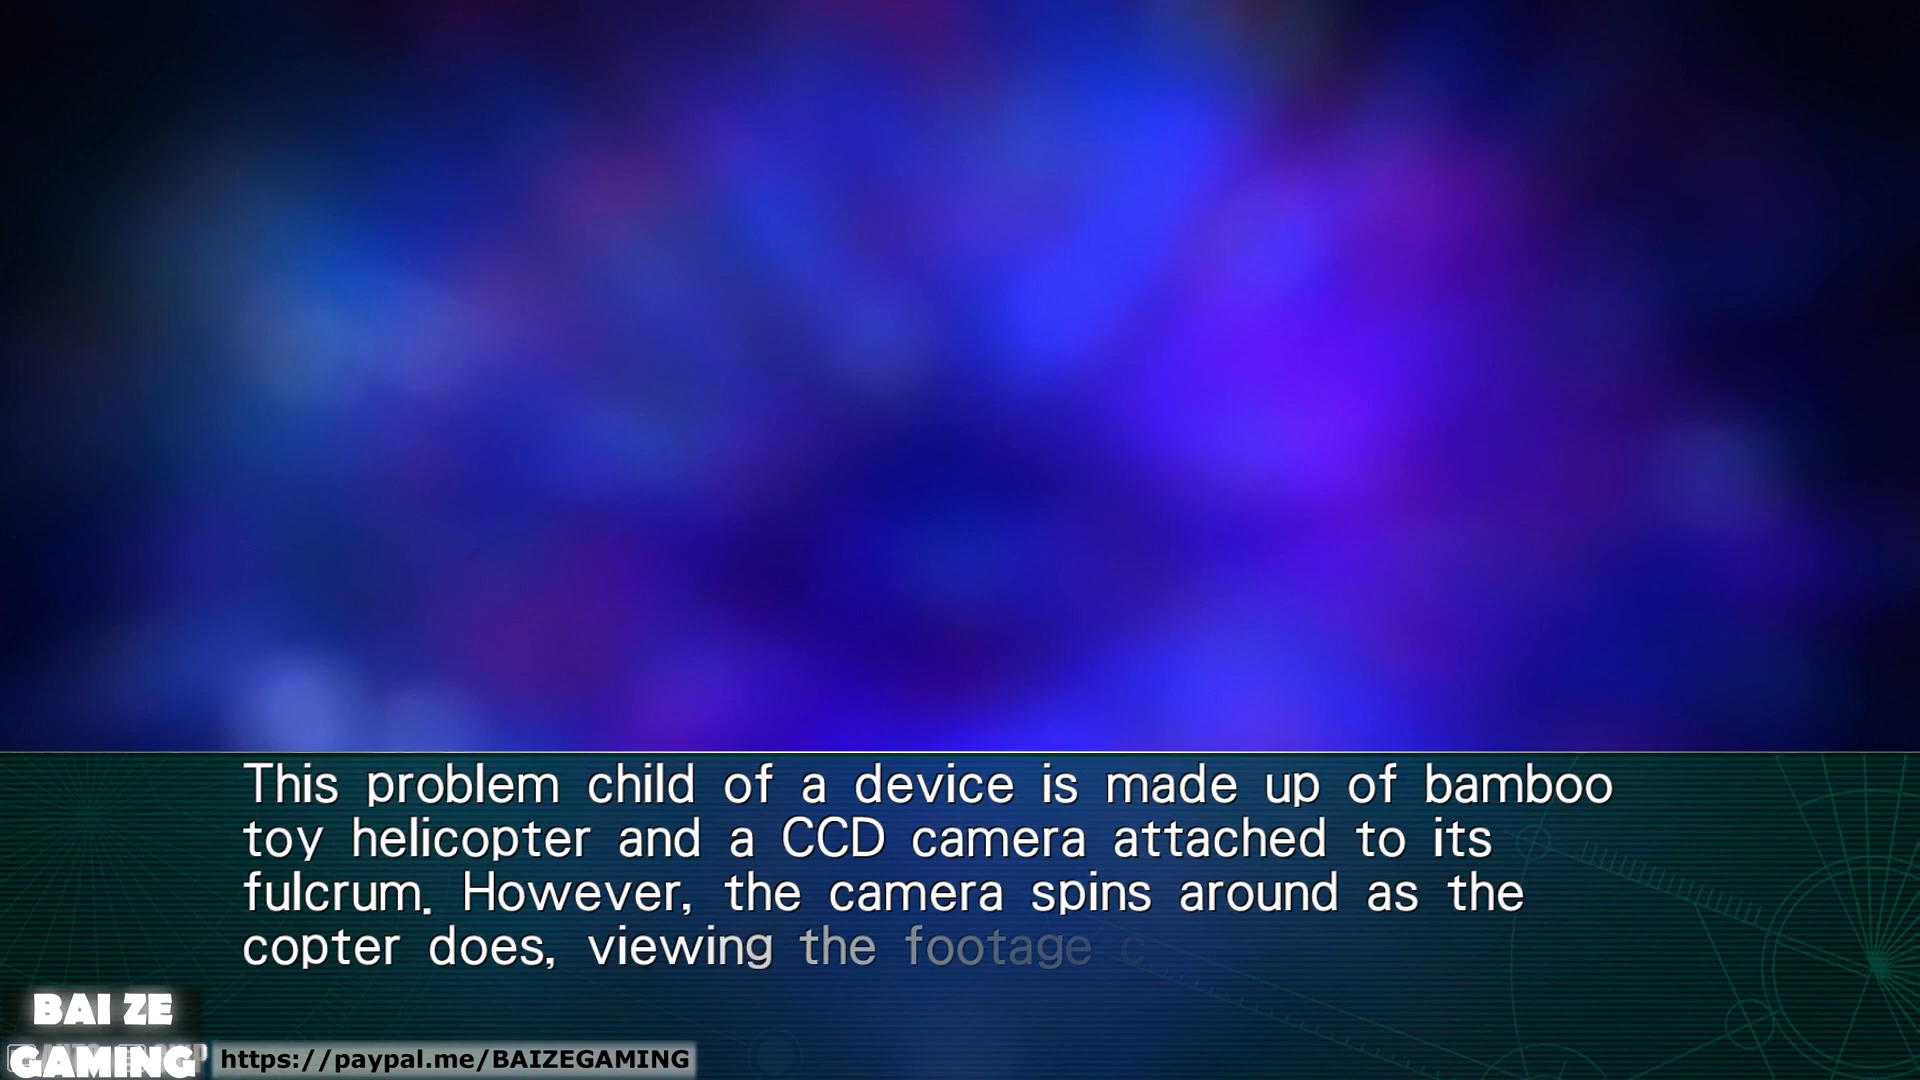 This problem child of a device is made up of bamboo
toy helicopter and a CCD camera attached to its
fulcrum. However, the camera spins around as the
copter does, viewing the footage c
BAI ZE
GAMING
https://paypal.me/BAIZEGAMING